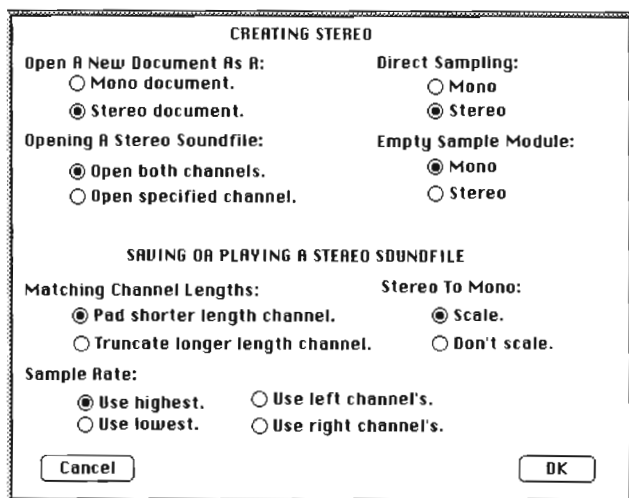 CREATING STEREO
Open A New Document As A:
Mono document.
Stereo document.
Direct Sampling:
Mono
Stereo
Opening A Stereo Soundfile:
Open both channels.
Open specified channel.
Empty Sample Module:
Mono
Stereo
SAVING OR PLAYING A STEREO SOUNDFILE
Matching Channel Lengths:
Pad shorter length channel.
Truncate longer length channel.
Stereo To Mono:
Scale.
Don't scale.
Sample Rate:
Use highest.
Use lowest.
Use left channel's.
Use right channel's.
Cancel
OK